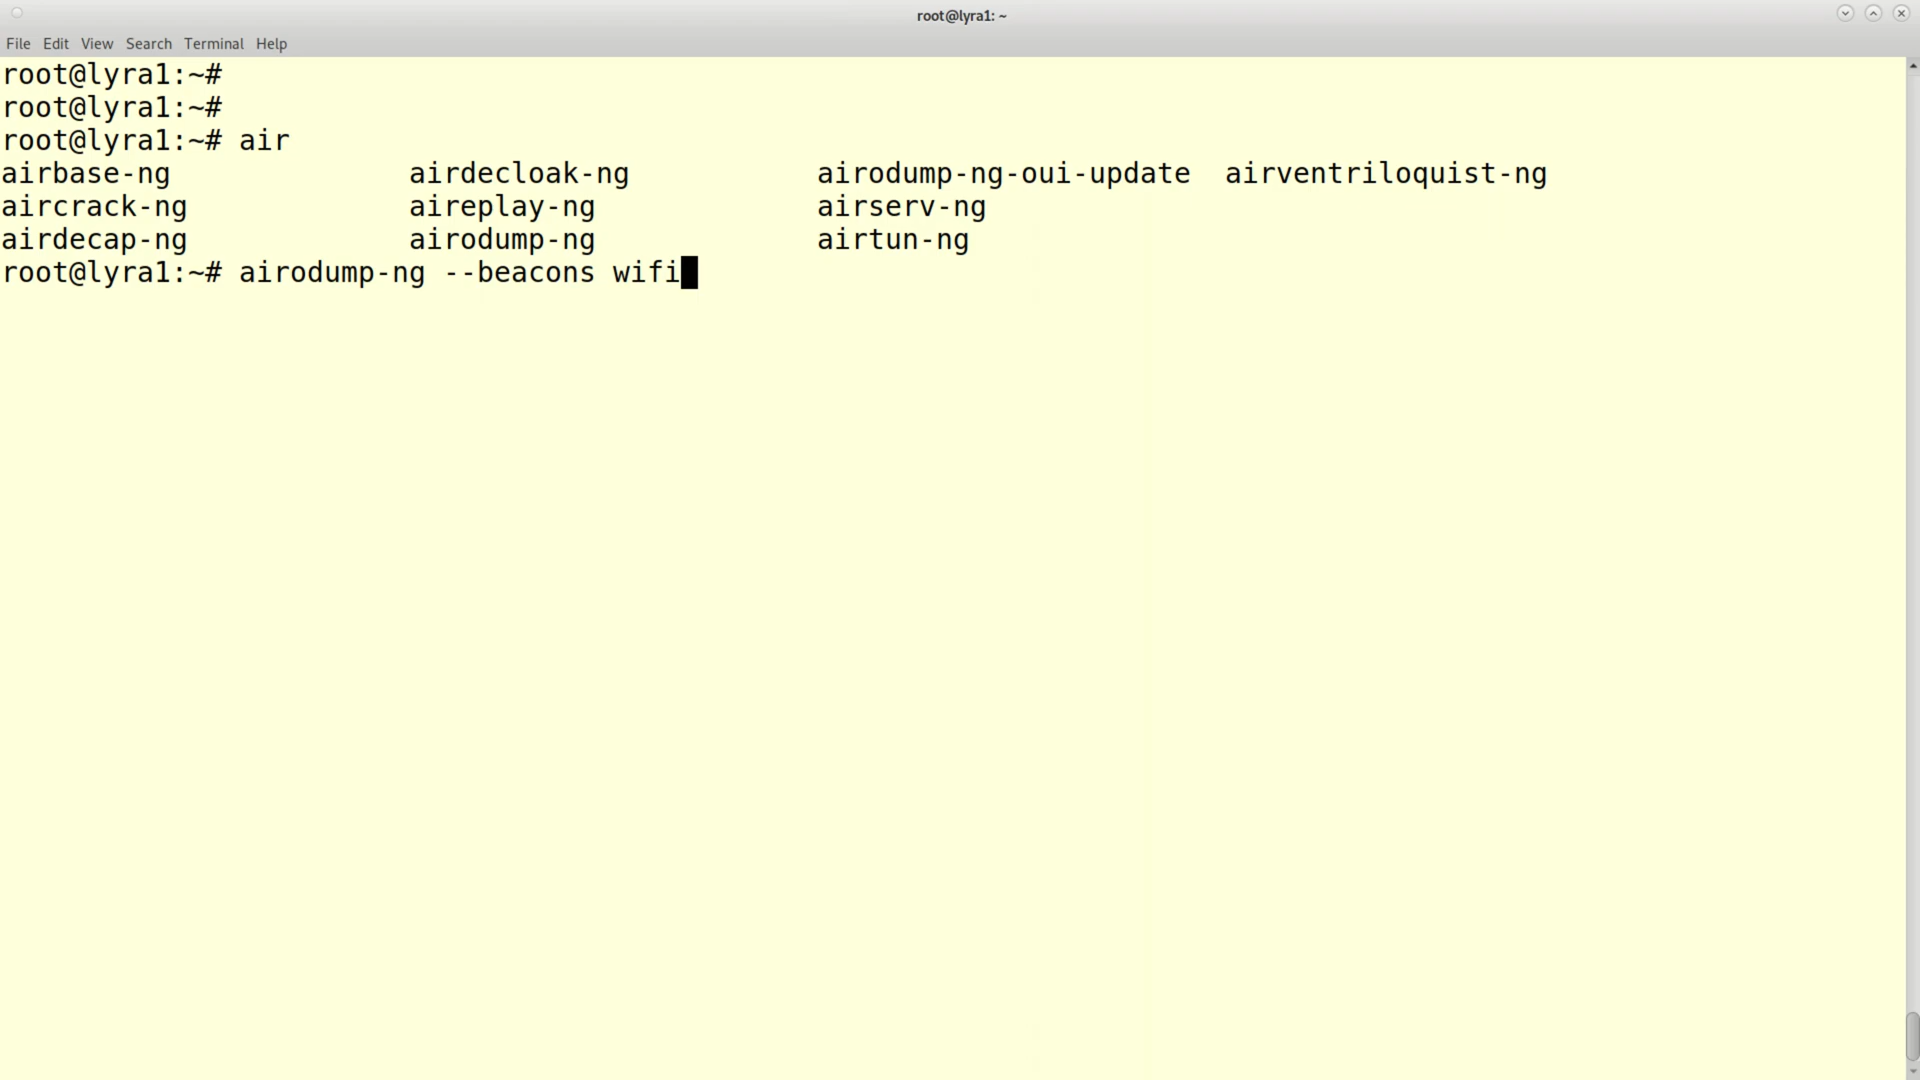 root@lyra1: ~
File Edit View Search Terminal Help
root@lyra1:~#
root@lyra1:~#
root@lyra1:~# air
airbase-ng airdecloak-ng airodump-ng-oui-update airventriloquist-ng
aircrack-ng aireplay-ng airserv-ng
airdecap-ng airodump-ng airtun-ng
root@lyra1:~# airodump-ng --beacons wifi